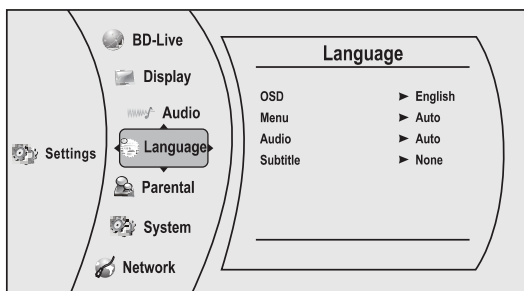 Settings
BD-Live
Display
Audio
Language
Parental
System
Network
Language
OSD ► English
Menu ► Auto
Audio ► Auto
Subtitle ► None